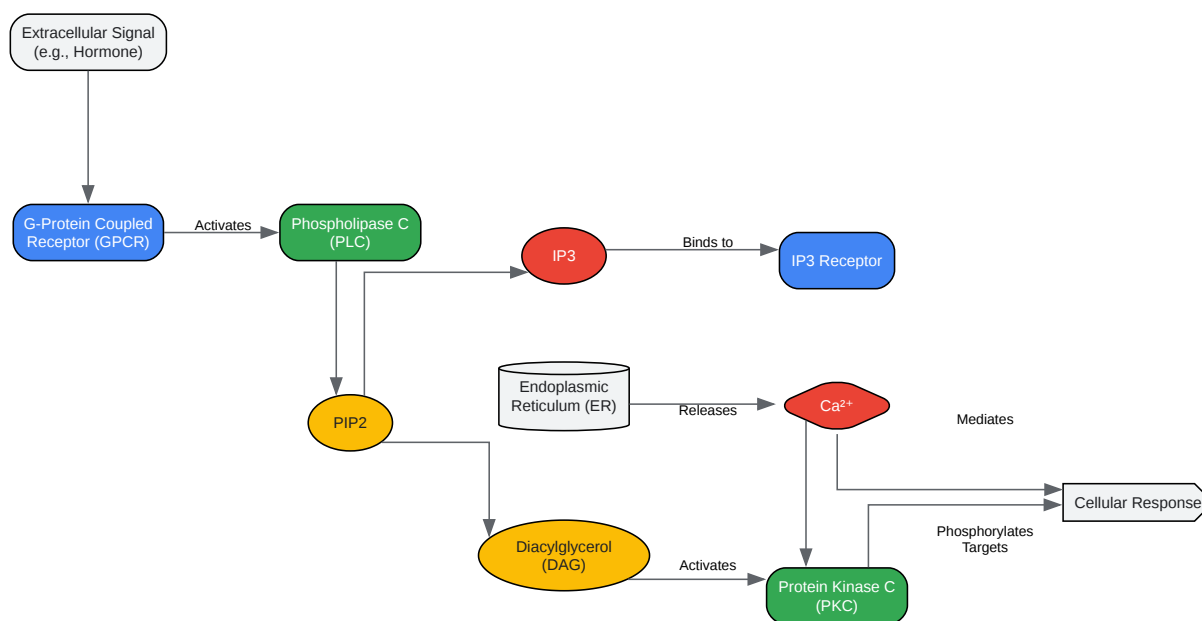 Extracellular Signal
(e.g., Hormone)
G-Protein Coupled
Receptor (GPCR)
Activates
Phospholipase C
(PLC)
IP3
Binds to
IP3 Receptor
Endoplasmic
Reticulum (ER)
Releases
Ca²⁺
Mediates
PIP2
Cellular Response
Phosphorylates
Targets
Diacylglycerol
(DAG)
Activates
Protein Kinase C
(PKC)